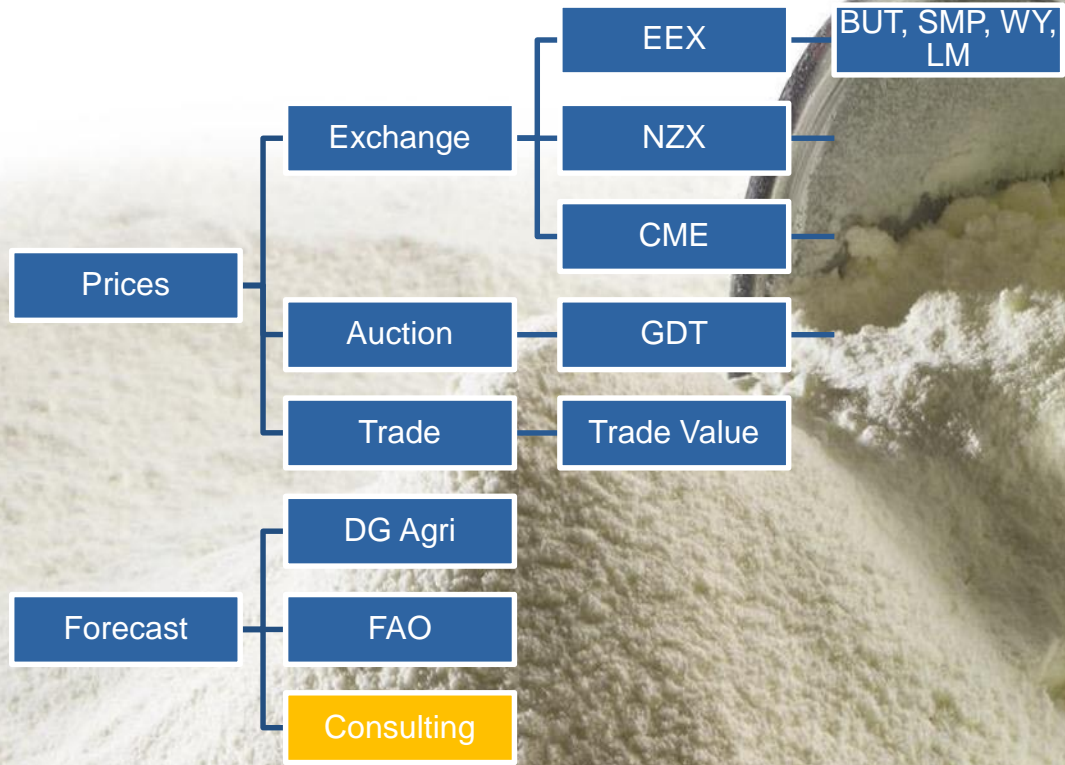 EEX
BUT, SMP, WY,
LM
Exchange
NZX
CME
Prices
Auction
GDT
Trade
Trade Value
DG Agri
Forecast
FAO
Consulting